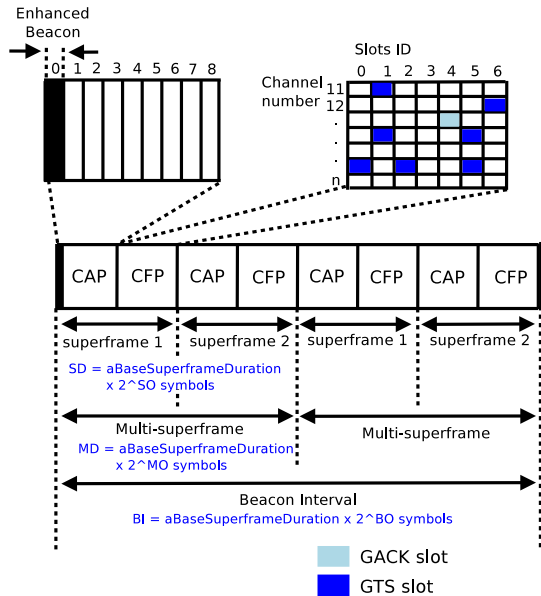 Enhanced
Beacon
0 1 2 3 4 5 6 7 8
Slots ID
0 1 2 3 4 5 6
Channel
number
11
12
.
.
.
n
CAP CFP CAP CFP CAP CFP CAP CFP
superframe 1 superframe 2 superframe 1 superframe 2
SD = aBaseSuperframeDuration
x 2^SO symbols
Multi-superframe Multi-superframe
MD = aBaseSuperframeDuration
x 2^MO symbols
Beacon Interval
BI = aBaseSuperframeDuration x 2^BO symbols
GACK slot
GTS slot